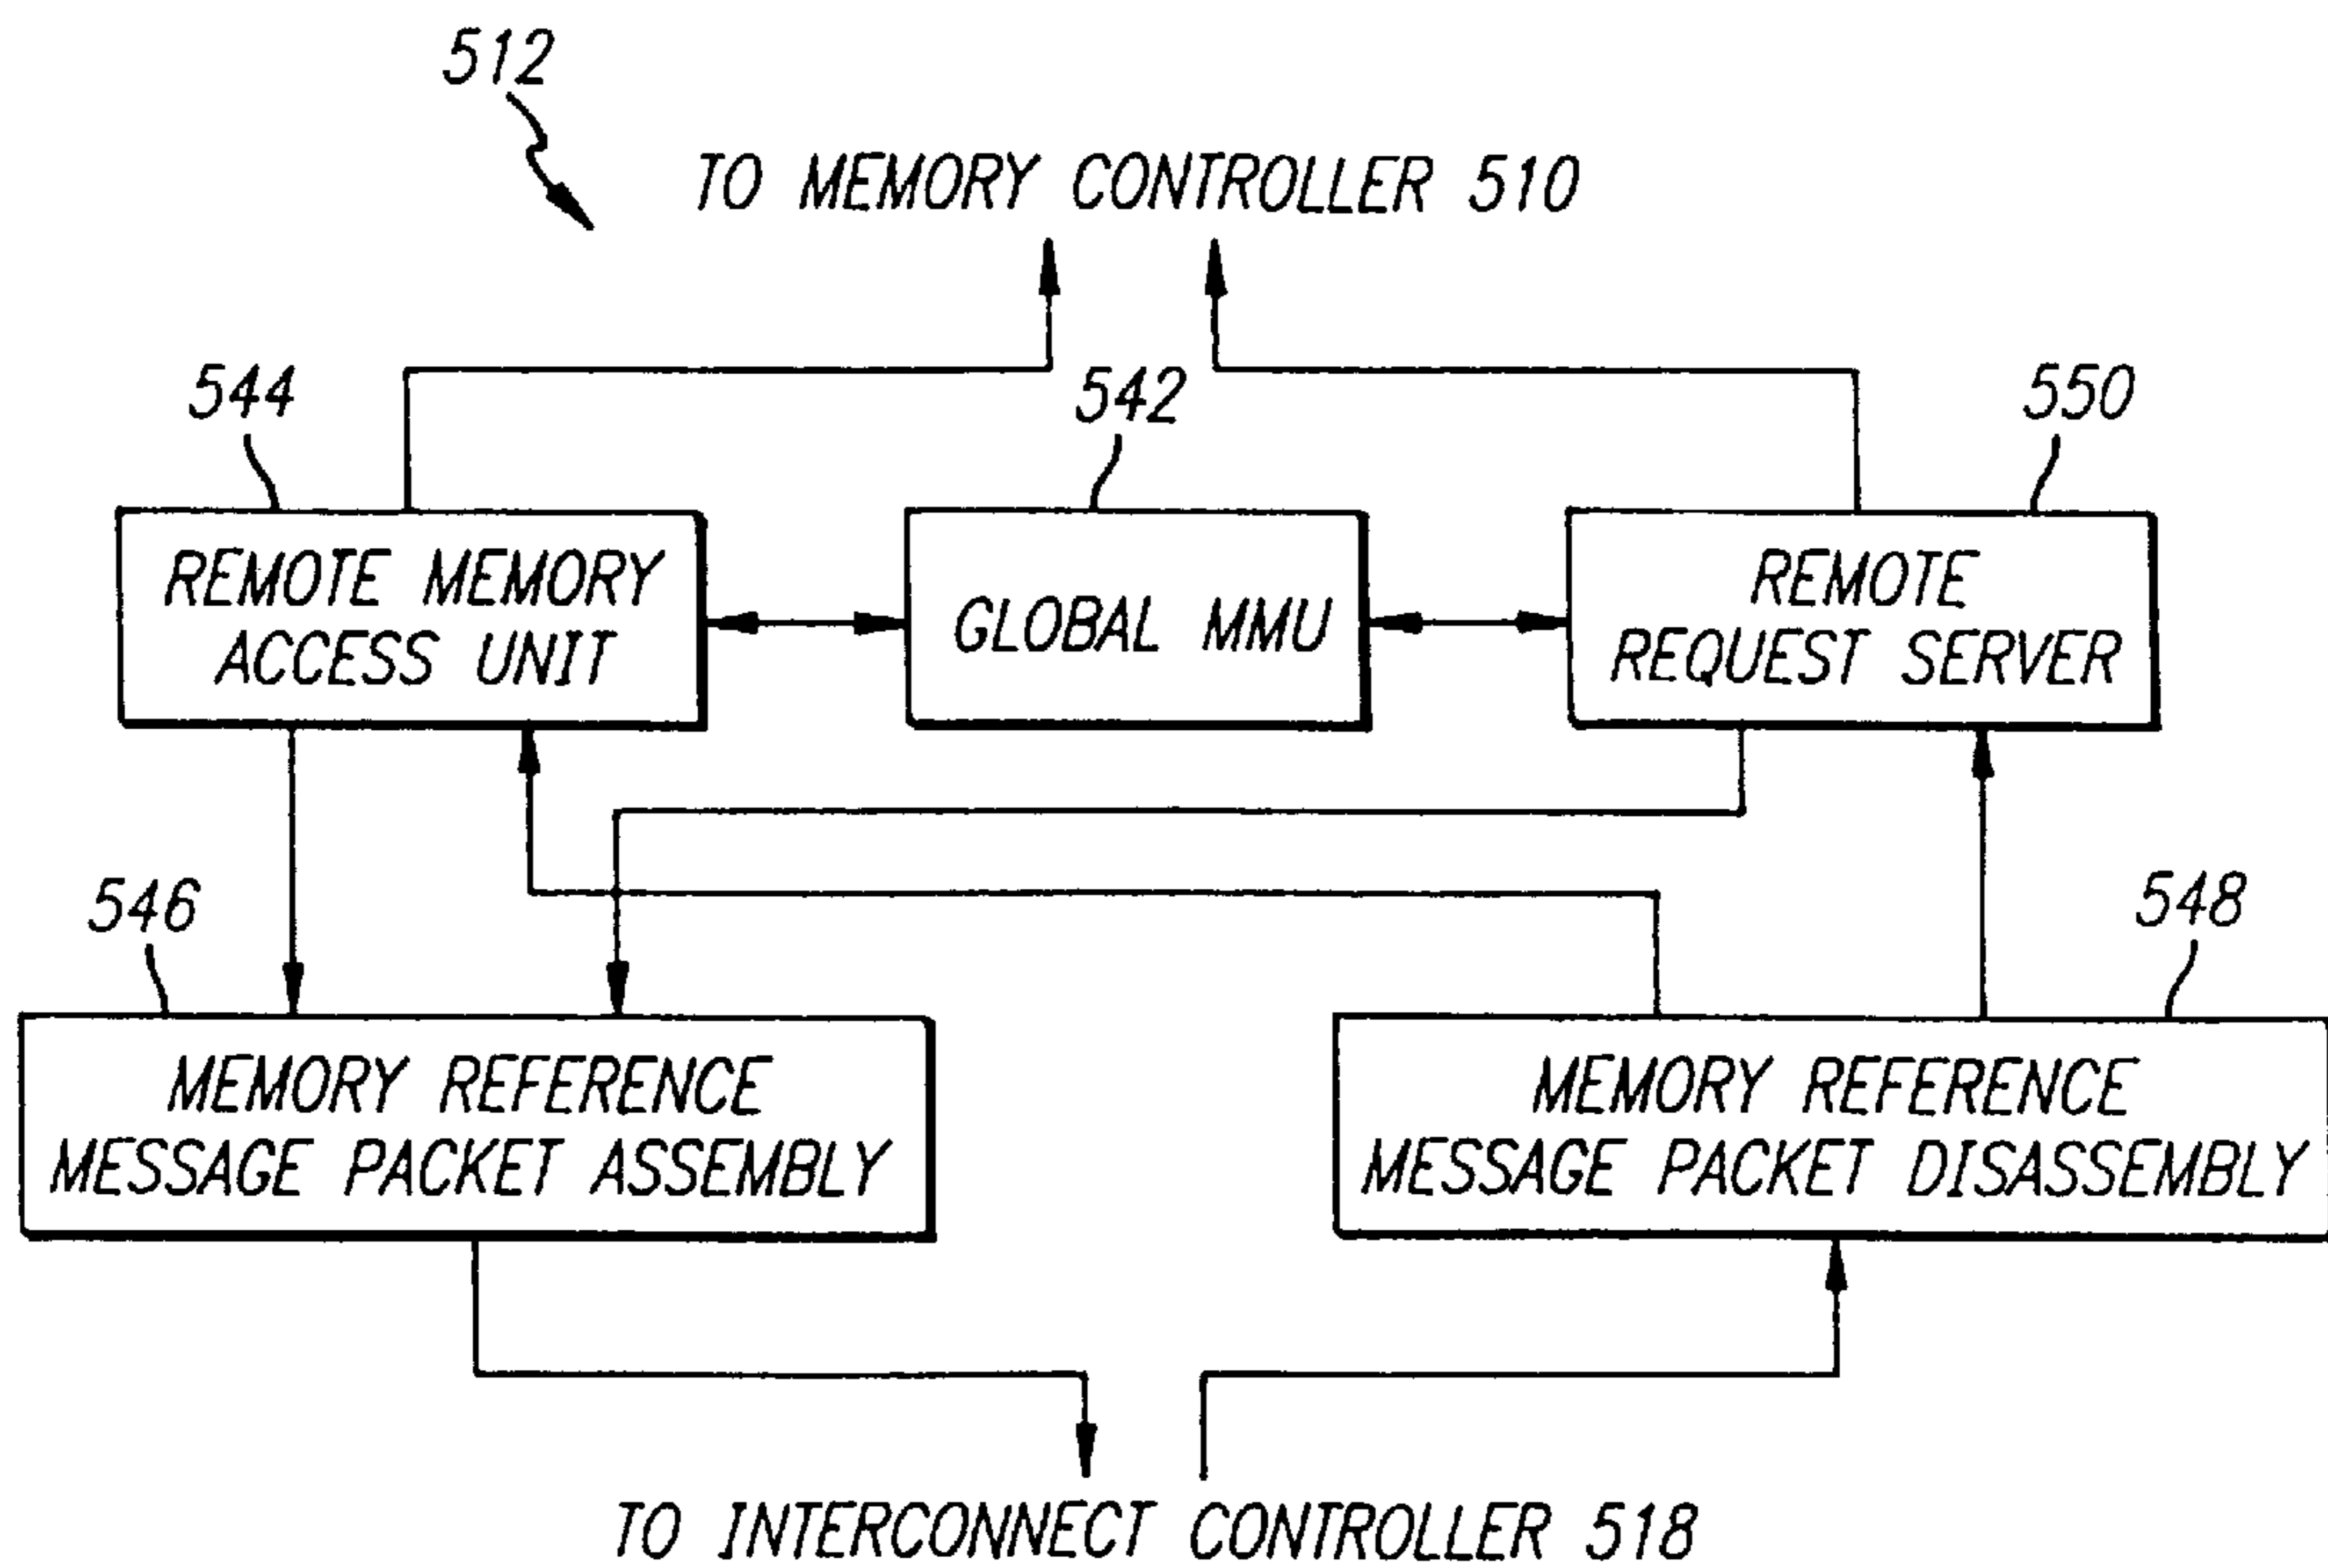 512
TO MEMORY CONTROLLER 510
544
542
550
REMOTE MEMORY
ACCESS UNIT
GLOBAL MMU
REMOTE
REQUEST SERVER
546
548
MEMORY REFERENCE
MESSAGE PACKET ASSEMBLY
MEMORY REFERENCE
MESSAGE PACKET DISASSEMBLY
TO INTERCONNECT CONTROLLER 518